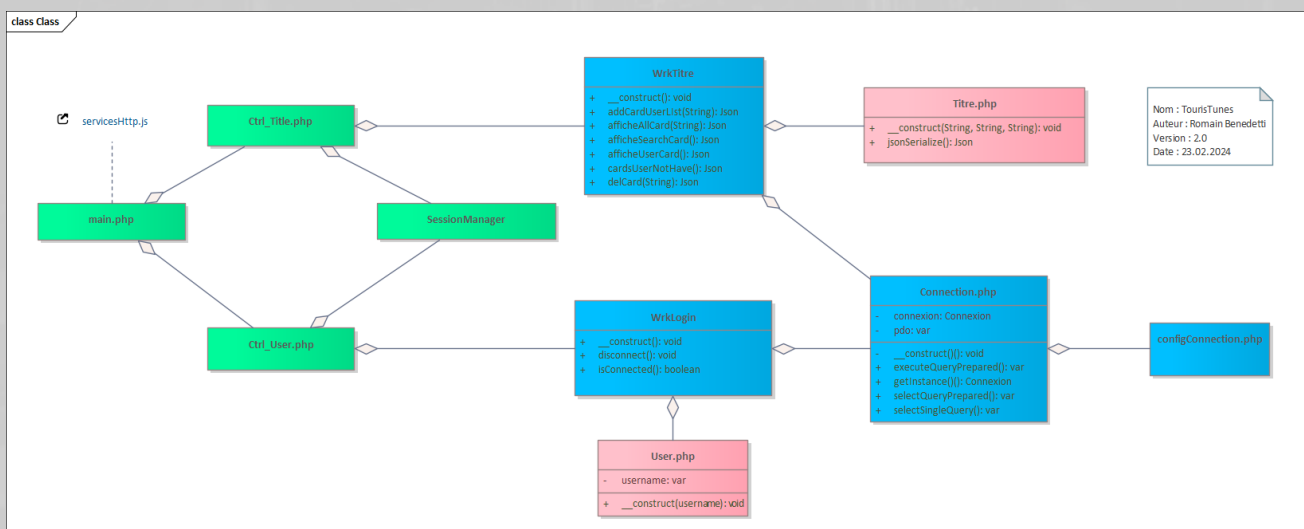 class Class
servicesHttp.js
Ctrl_Title.php
main.php
SessionManager
Ctrl_User.php
WrkTitre
+ __construct(): void
+ addCardUserList(String): Json
+ afficheAllCard(String): Json
+ afficheSearchCard(): Json
+ afficheUserCard(): Json
+ cardsUserNotHave(): Json
+ delCard(String): Json
Titre.php
+ __construct(String, String, String): void
+ jsonSerialize(): Json
Nom : TourisTunes
Auteur : Romain Benedetti
Version : 2.0
Date : 23.02.2024
WrkLogin
+ __construct(): void
+ disconnect(): void
+ isConnected(): boolean
Connection.php
- connexion: Connexion
- pdo: var
- __construct()(): void
+ executeQueryPrepared(): var
+ getInstance()(): Connexion
+ selectQueryPrepared(): var
+ selectSingleQuery(): var
configConnection.php
User.php
- username: var
+ __construct(username): void